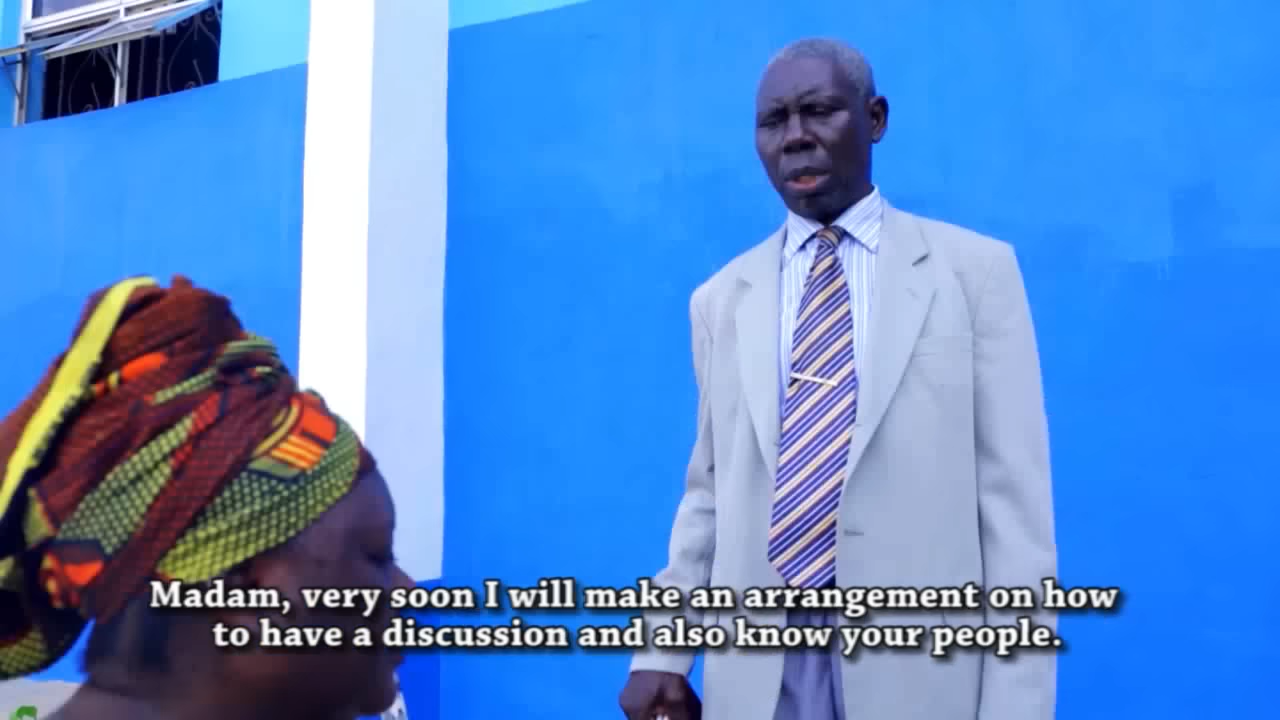 Madam, very soon I will make an arrangement on how
to have a discussion and also know your people.